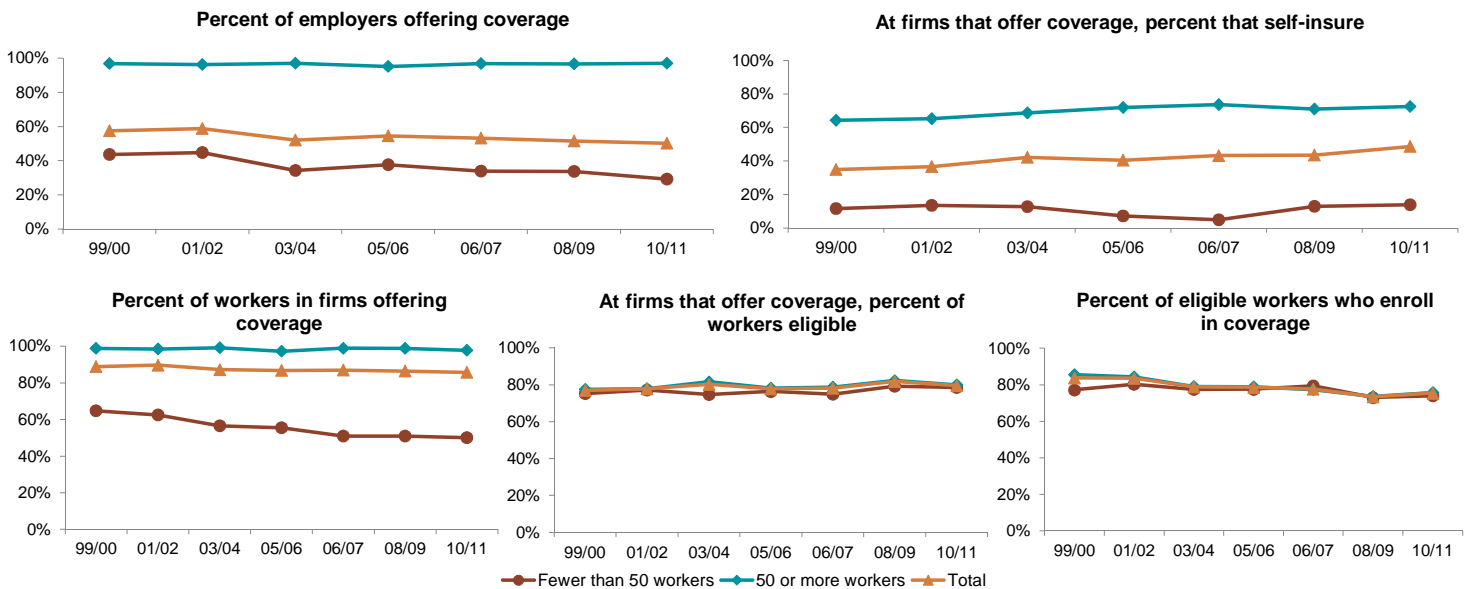 Percent of employers offering coverage
100%
80%
60%
40%
20%
0%
99/00 01/02 03/04 05/06 06/07 08/09 10/11
At firms that offer coverage, percent that self-insure
100%
80%
60%
40%
20%
0%
99/00 01/02 03/04 05/06 06/07 08/09 10/11
Percent of workers in firms offering
coverage
100%
80%
60%
40%
20%
0%
99/00 01/02 03/04 05/06 06/07 08/09 10/11
At firms that offer coverage, percent of
workers eligible
100%
80%
60%
40%
20%
0%
99/00 01/02 03/04 05/06 06/07 08/09 10/11
Percent of eligible workers who enroll
in coverage
100%
80%
60%
40%
20%
0%
99/00 01/02 03/04 05/06 06/07 08/09 10/11
Fewer than 50 workers 50 or more workers Total